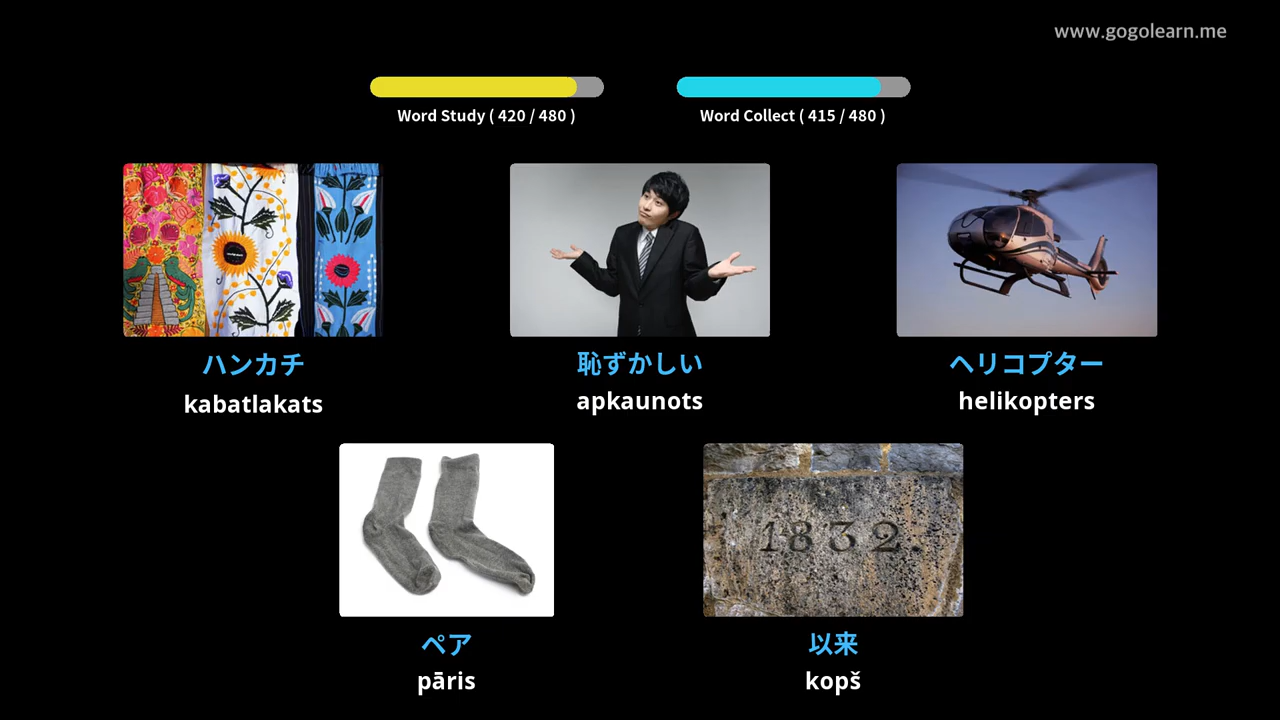 www.gogolearn.me
Word Study ( 420 / 480 )
Word Collect ( 415 / 480 )
ハンカチ
kabatlakats
恥ずかしい
apkaunots
ヘリコプター
helikopters
1832.
ペア
pāris
以来
kopš